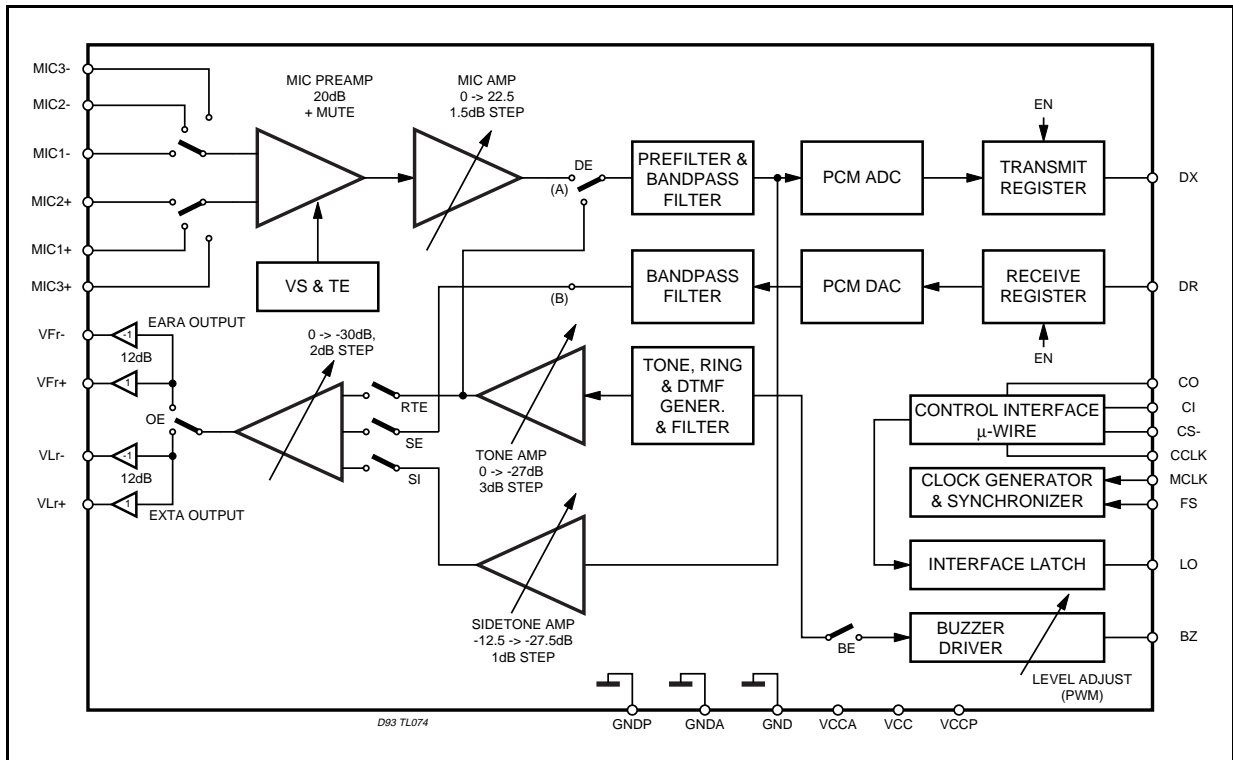 MIC3-
MIC2-
MIC1-
MIC2+
MIC1+
MIC3+
VFr-
VFr+
VLr-
VLr+
MIC PREAMP
20dB
+ MUTE
MIC AMP
0 -> 22.5
1.5dB STEP
VS & TE
DE
(A)
(B)
PREFILTER &
BANDPASS
FILTER
PCM ADC
EN
TRANSMIT
REGISTER
DX
BANDPASS
FILTER
PCM DAC
RECEIVE
REGISTER
EN
DR
EARA OUTPUT
-1
12dB
1
OE
-1
12dB
1
EXTA OUTPUT
0 -> -30dB,
2dB STEP
RTE
SE
SI
TONE AMP
0 -> -27dB
3dB STEP
TONE, RING
& DTMF
GENER.
& FILTER
SIDETONE AMP
-12.5 -> -27.5dB
1dB STEP
CONTROL INTERFACE
µ-WIRE
CO
CI
CS-
CCLK
CLOCK GENERATOR
& SYNCHRONIZER
MCLK
FS
INTERFACE LATCH
LO
BE
BUZZER
DRIVER
BZ
LEVEL ADJUST
(PWM)
D93 TL074
GNDP
GNDA
GND
VCCA
VCC
VCCP